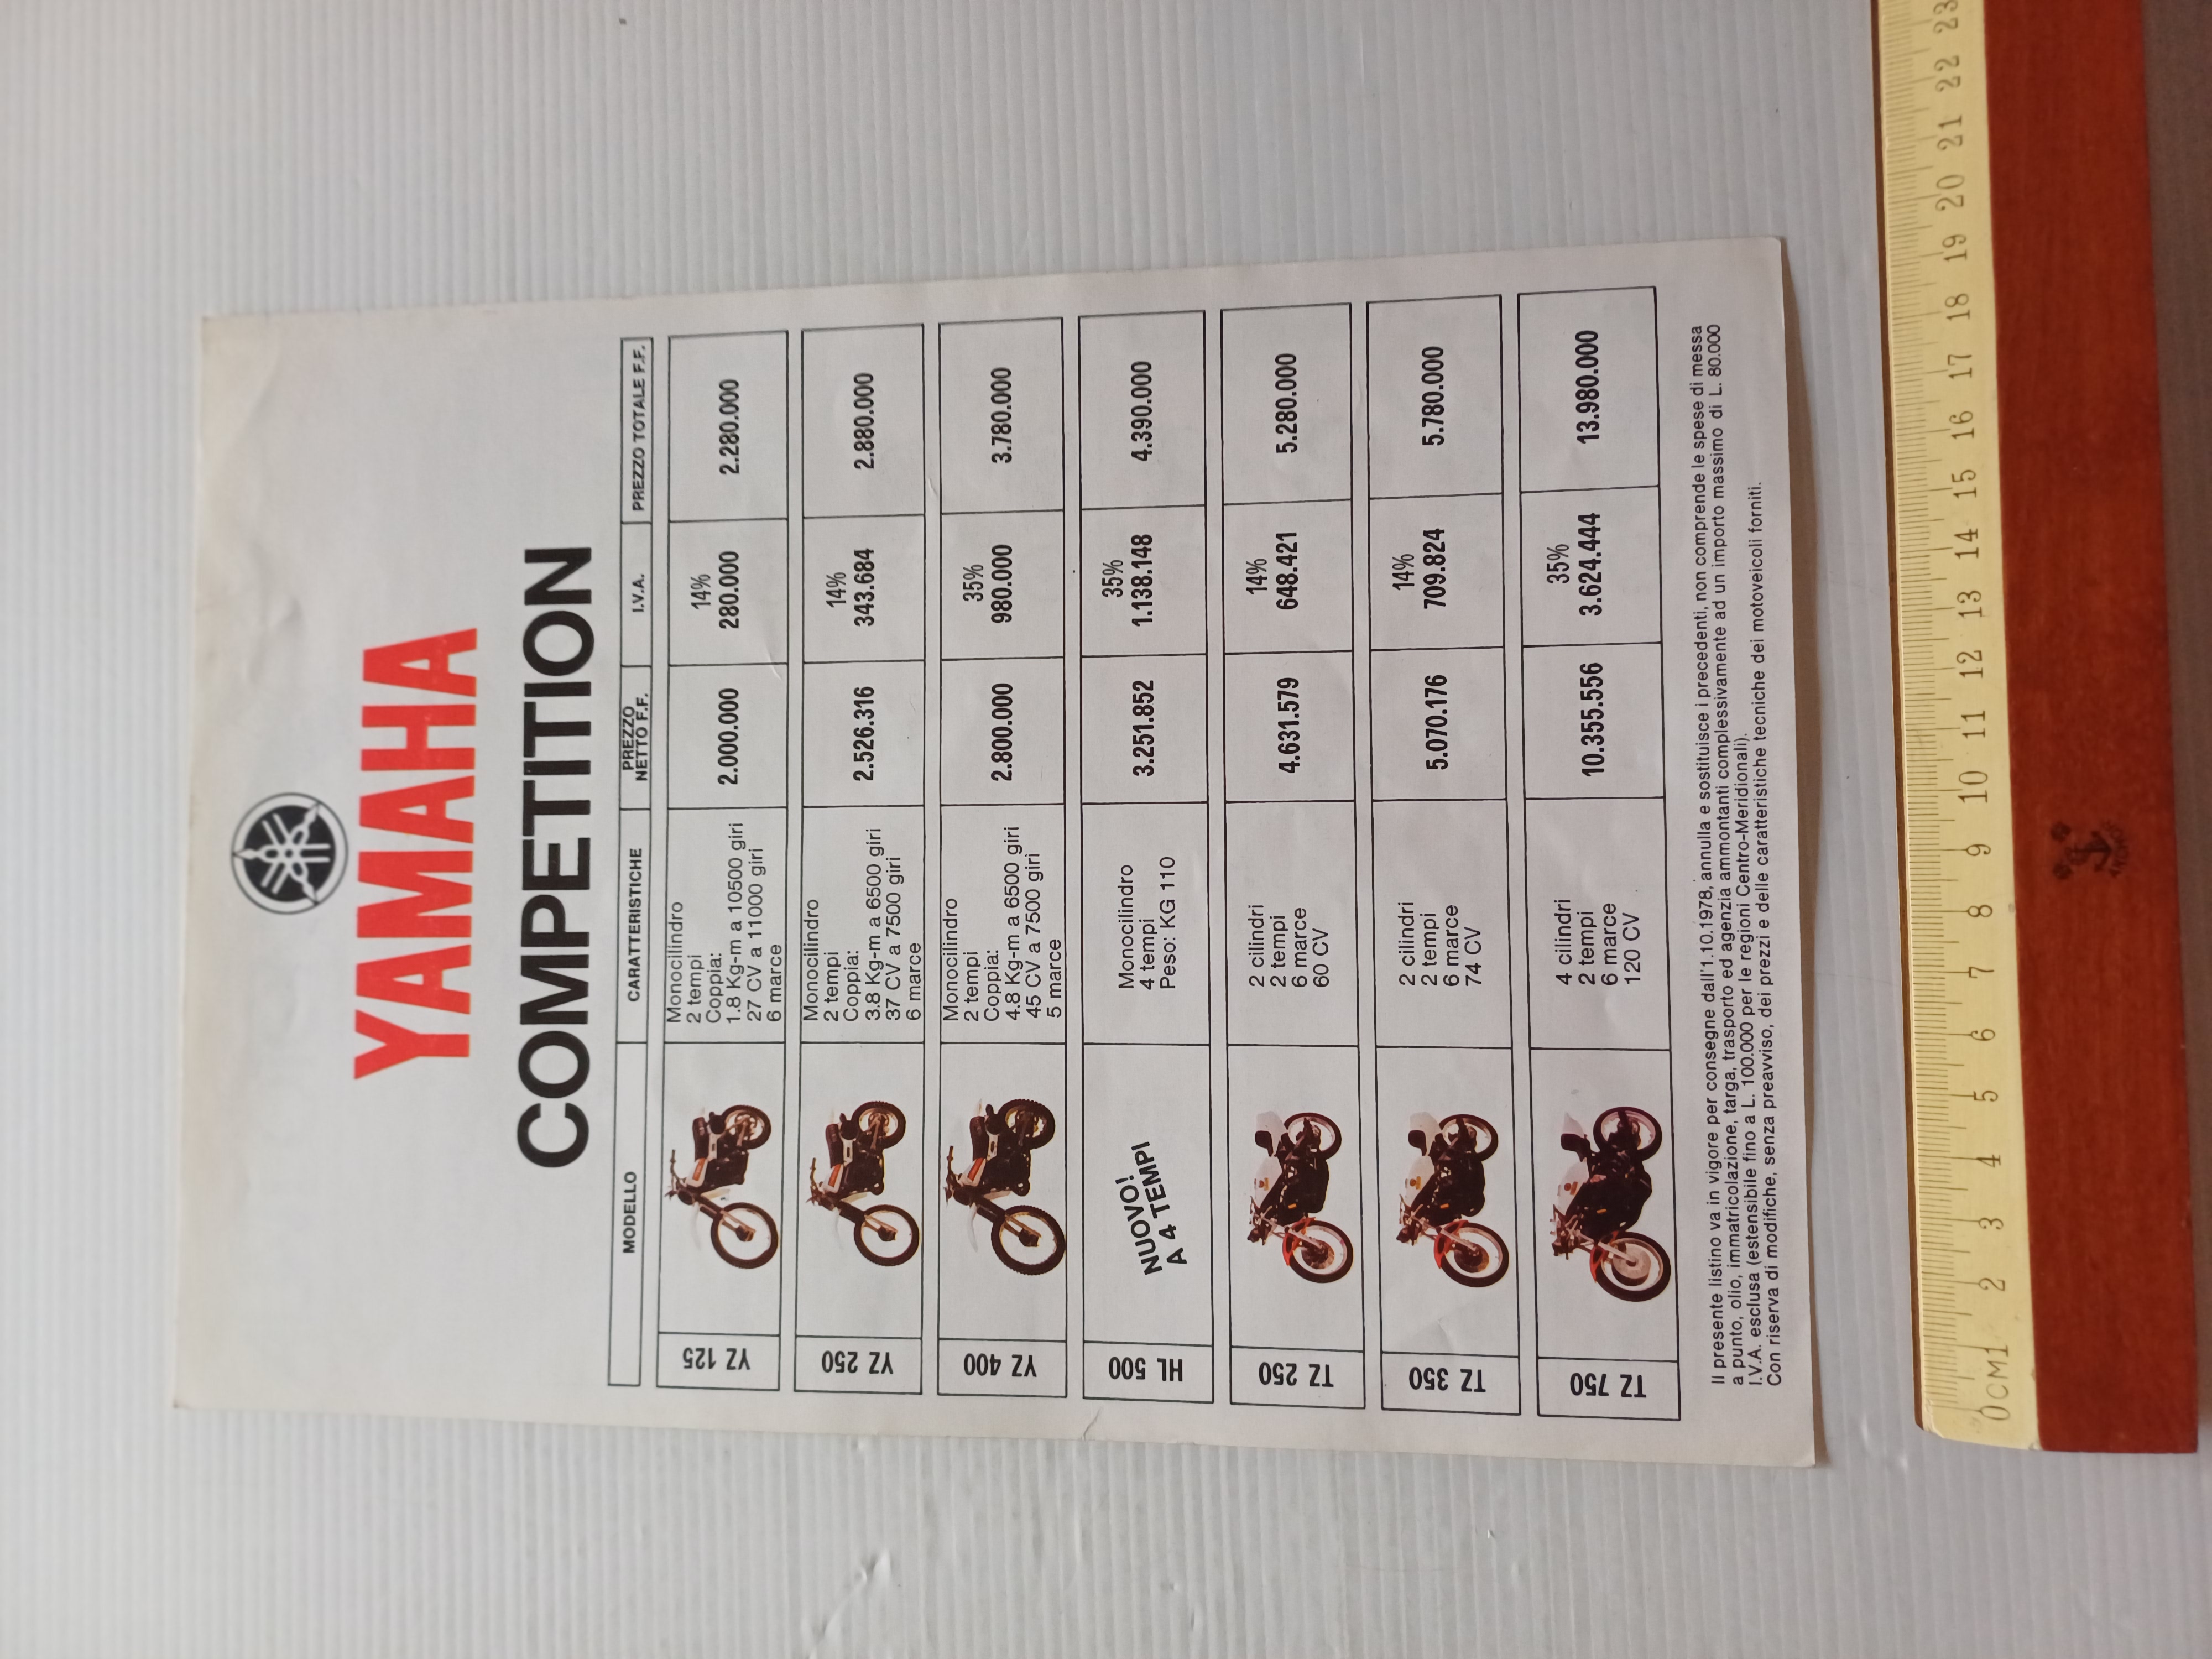 YAMAHA
COMPETITION
MODELLO
CARATTERISTICHE
PREZZO
NETTO F.F.
I.V.A.
PREZZO TOTALE F.F.
YZ 125
Monocilindro
2 tempi
Coppia:
1.8 Kg-m a 10500 giri
27 CV a 11000 giri
6 marce
2.000.000
14%
280.000
2.280.000
YZ 250
Monocilindro
2 tempi
Coppia:
3.8 Kg-m a 6500 giri
37 CV a 7500 giri
6 marce
2.526.316
14%
343.684
2.880.000
YZ 400
Monocilindro
2 tempi
Coppia:
4.8 Kg-m a 6500 giri
45 CV a 7500 giri
5 marce
2.800.000
35%
980.000
3.780.000
HL 500
NUOVO!
A 4 TEMPI
Monocilindro
4 tempi
Peso: KG 110
3.251.852
35%
1.138.148
4.390.000
TZ 250
2 cilindri
2 tempi
6 marce
60 CV
4.631.579
14%
648.421
5.280.000
TZ 350
2 cilindri
2 tempi
6 marce
74 CV
5.070.176
14%
709.824
5.780.000
TZ 750
4 cilindri
2 tempi
6 marce
120 CV
10.355.556
35%
3.624.444
13.980.000
Il presente listino va in vigore per consegne dall'1.10.1978, annulla e sostituisce i precedenti, non comprende le spese di messa
a punto, olio, immatricolazione, targa, trasporto ed agenzia ammontanti complessivamente ad un importo massimo di L. 80.000
I.V.A. esclusa (estensibile fino a L. 100.000 per le regioni Centro-Meridionali).
Con riserva di modifiche, senza preavviso, dei prezzi e delle caratteristiche tecniche dei motoveicoli forniti.
0CM1 2 3 4 5 6 7 8 9 10 11 12 13 14 15 16 17 18 19 20 21 22 23